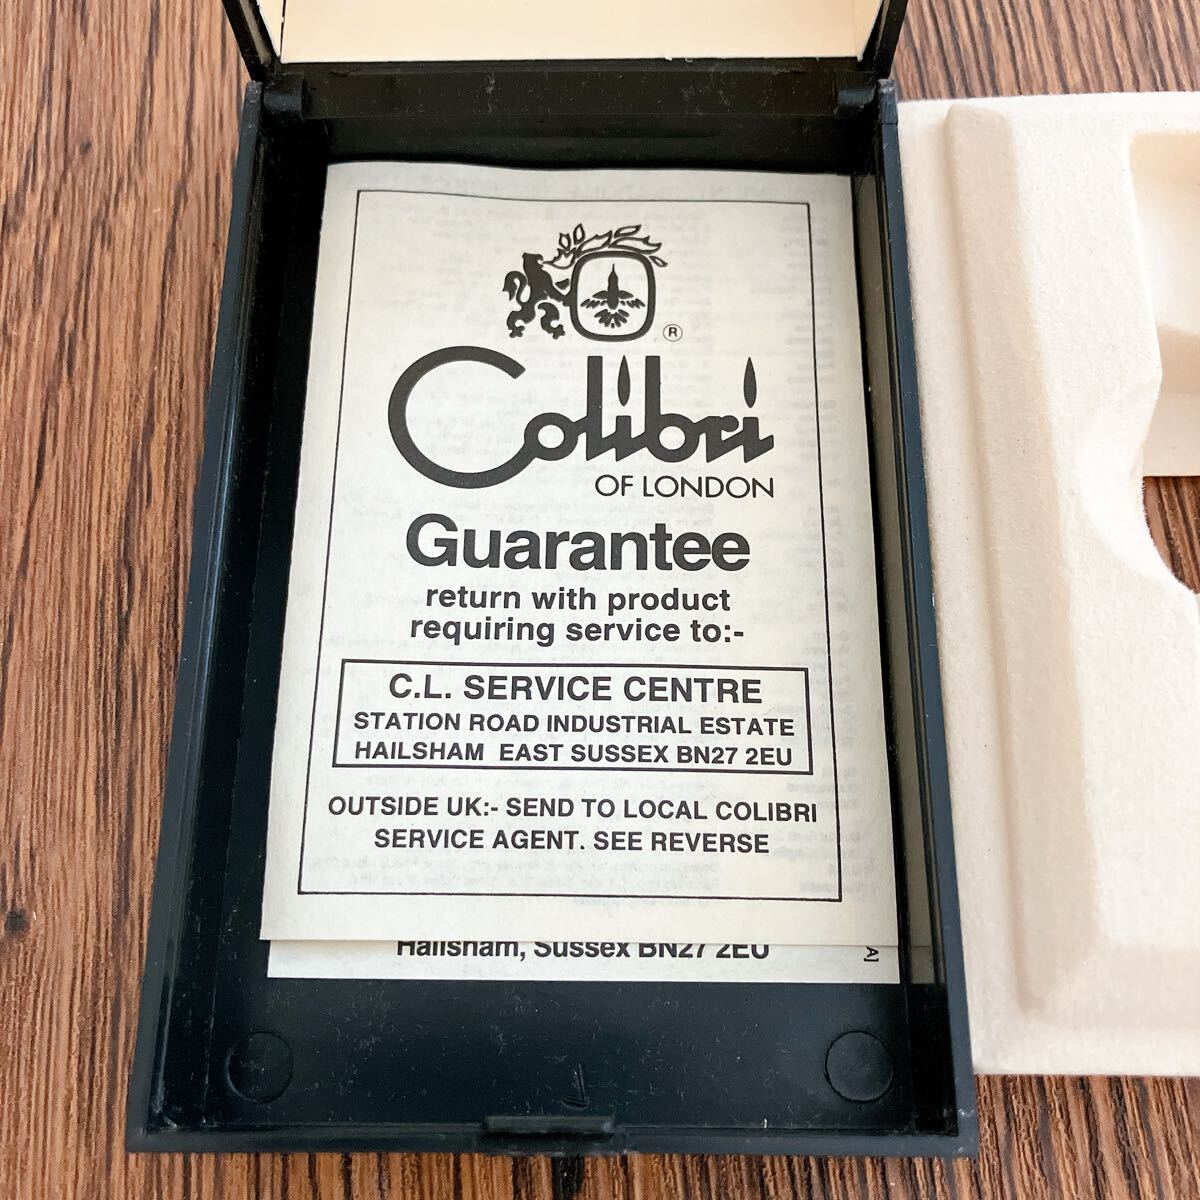 ®
Colibri
OF LONDON
Guarantee
return with product
requiring service to:-
C.L. SERVICE CENTRE
STATION ROAD INDUSTRIAL ESTATE
HAILSHAM EAST SUSSEX BN27 2EU
OUTSIDE UK:- SEND TO LOCAL COLIBRI
SERVICE AGENT. SEE REVERSE
Hailsham, Sussex BN27 2EU
A]